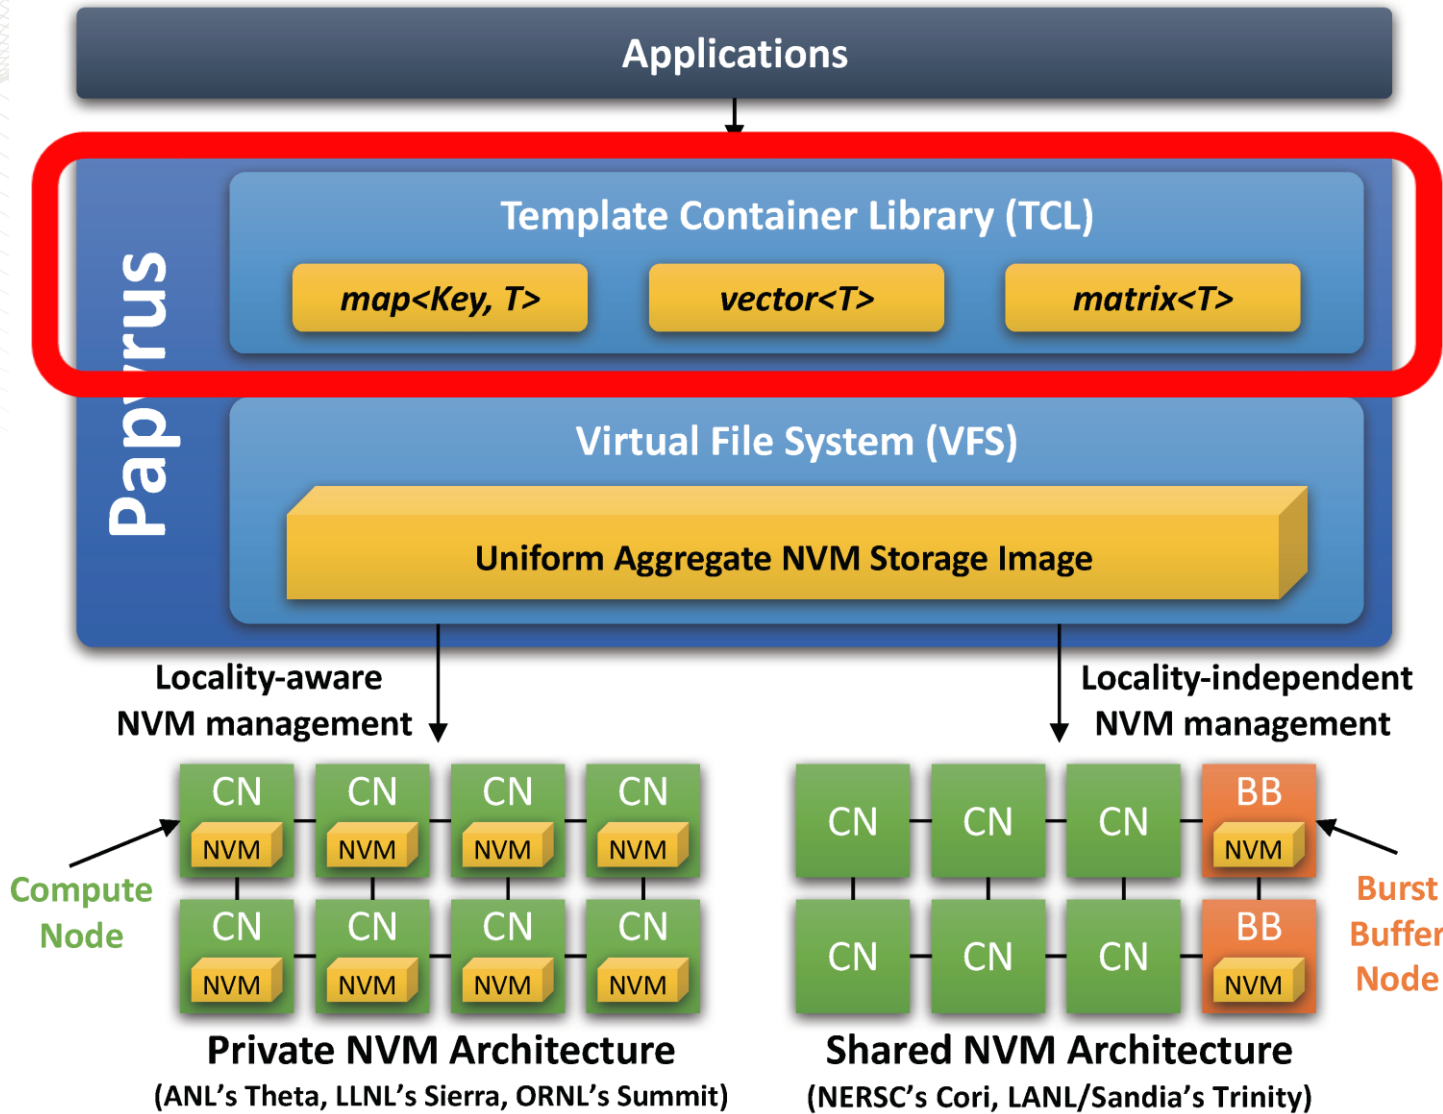 Applications
Papyrus
Template Container Library (TCL)
map<Key, T>
vector<T>
matrix<T>
Virtual File System (VFS)
Uniform Aggregate NVM Storage Image
Locality-aware
NVM management
Locality-independent
NVM management
CN
CN
CN
CN
NVM
NVM
NVM
NVM
CN
CN
CN
CN
NVM
NVM
NVM
NVM
Compute
Node
Private NVM Architecture
(ANL's Theta, LLNL's Sierra, ORNL's Summit)
CN
CN
CN
BB
NVM
CN
CN
CN
BB
NVM
Burst
Buffer
Node
Shared NVM Architecture
(NERSC's Cori, LANL/Sandia's Trinity)